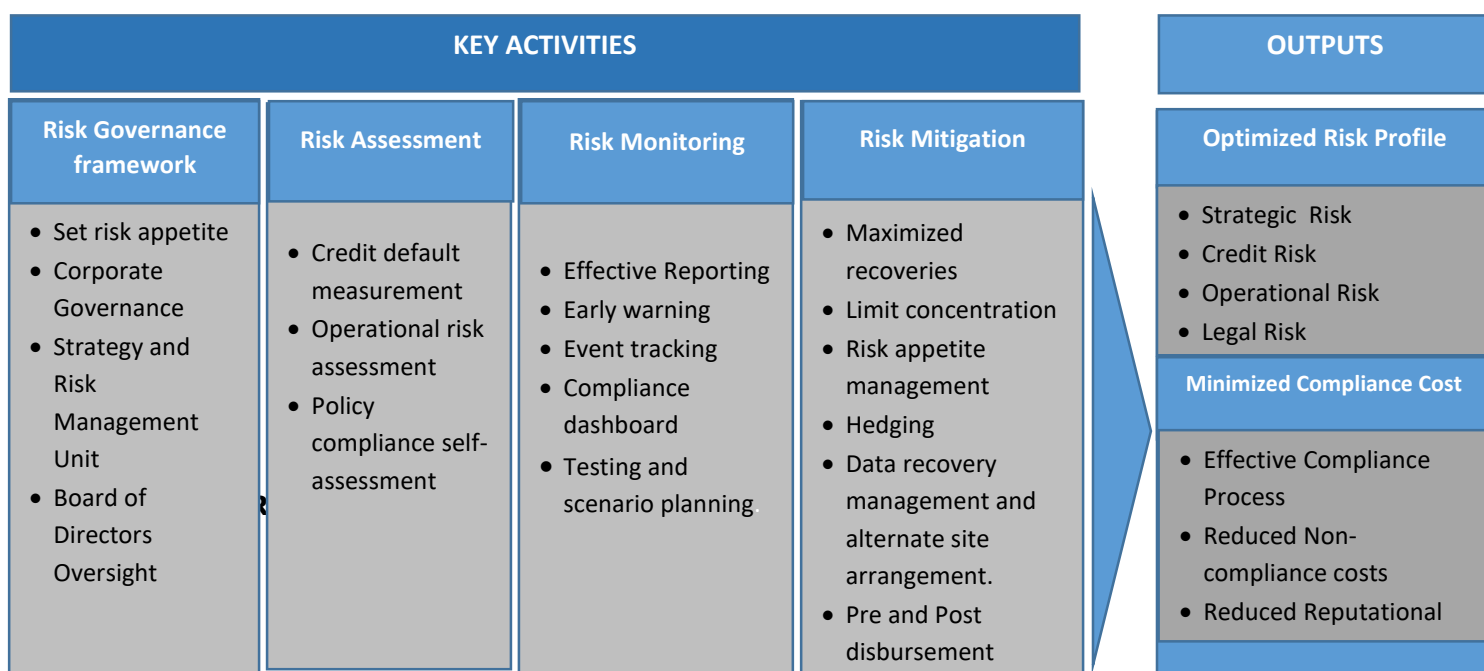 KEY ACTIVITIES
OUTPUTS
Risk Governance
framework
• Set risk appetite
• Corporate
Governance
• Strategy and
Risk
Management
Unit
• Board of
Directors
Oversight
Risk Assessment
• Credit default
measurement
• Operational risk
assessment
• Policy
compliance self-
assessment
Risk Monitoring
• Effective Reporting
• Early warning
• Event tracking
• Compliance
dashboard
• Testing and
scenario planning.
Risk Mitigation
• Maximized
recoveries
• Limit concentration
• Risk appetite
management
• Hedging
• Data recovery
management and
alternate site
arrangement.
• Pre and Post
disbursement
Optimized Risk Profile
• Strategic Risk
• Credit Risk
• Operational Risk
• Legal Risk
Minimized Compliance Cost
• Effective Compliance
Process
• Reduced Non-
compliance costs
• Reduced Reputational